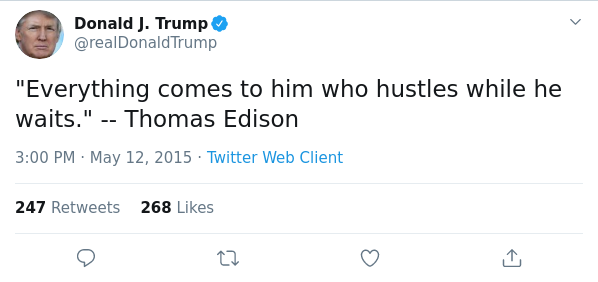 Donald J. Trump
@realDonaldTrump
"Everything comes to him who hustles while he
waits." -- Thomas Edison
3:00 PM · May 12, 2015 · Twitter Web Client
247 Retweets 268 Likes